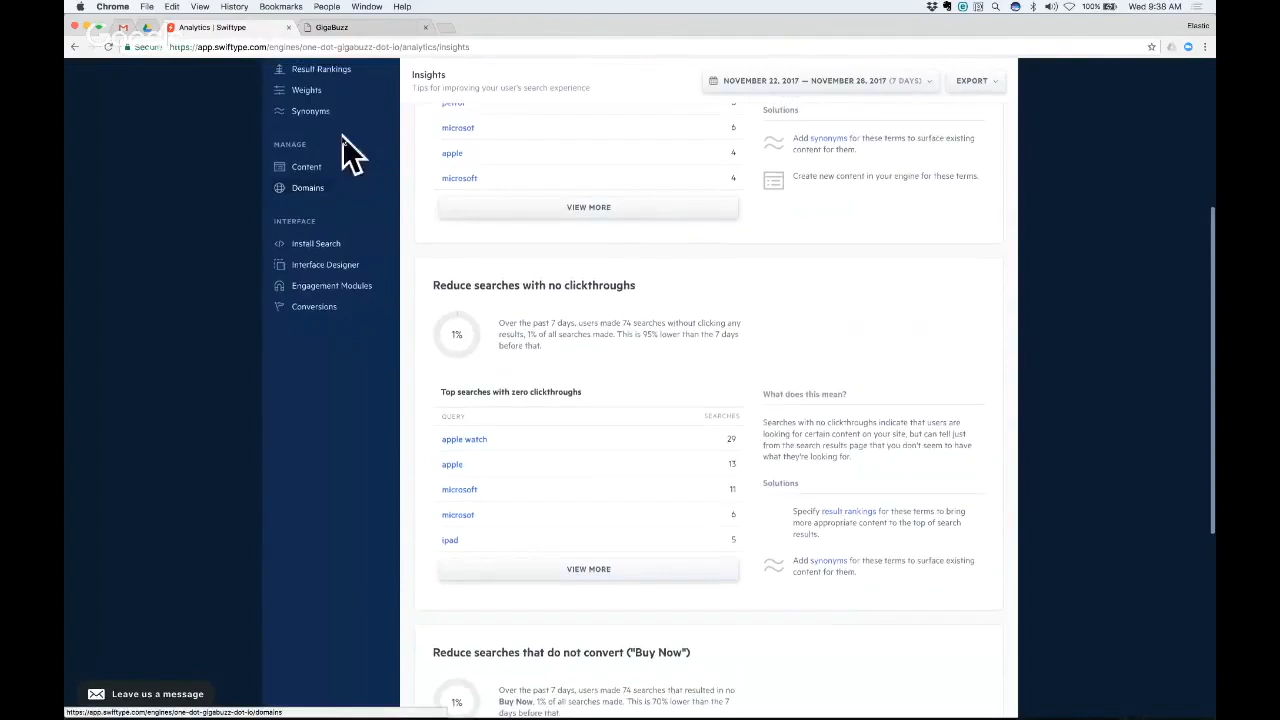 Chrome File Edit View History Bookmarks People Window Help 100% Wed 9:38 AM
Analytics | Swiftype GigaBuzz Elastic
Secure https://app.swiftype.com/engines/one-dot-gigabuzz-dot-io/analytics/insights
Result Rankings
Weights
Synonyms
MANAGE
Content
Domains
INTERFACE
Install Search
Interface Designer
Engagement Modules
Conversions
Insights
Tips for improving your user's search experience
NOVEMBER 22, 2017 — NOVEMBER 28, 2017 (7 DAYS)
EXPORT
petrol 5
microsot 6
apple 4
microsoft 4
VIEW MORE
Solutions
Add synonyms for these terms to surface existing
content for them.
Create new content in your engine for these terms.
Reduce searches with no clickthroughs
1%
Over the past 7 days, users made 74 searches without clicking any
results, 1% of all searches made. This is 95% lower than the 7 days
before that.
Top searches with zero clickthroughs
QUERY SEARCHES
apple watch 29
apple 13
microsoft 11
microsot 6
ipad 5
VIEW MORE
What does this mean?
Searches with no clickthroughs indicate that users are
looking for certain content on your site, but can tell just
from the search results page that you don't seem to have
what they're looking for.
Solutions
Specify result rankings for these terms to bring
more appropriate content to the top of search
results.
Add synonyms for these terms to surface existing
content for them.
Reduce searches that do not convert ("Buy Now")
1%
Over the past 7 days, users made 74 searches that resulted in no
Buy Now, 1% of all searches made. This is 70% lower than the 7
days before that.
Leave us a message
https://app.swiftype.com/engines/one-dot-gigabuzz-dot-io/domains